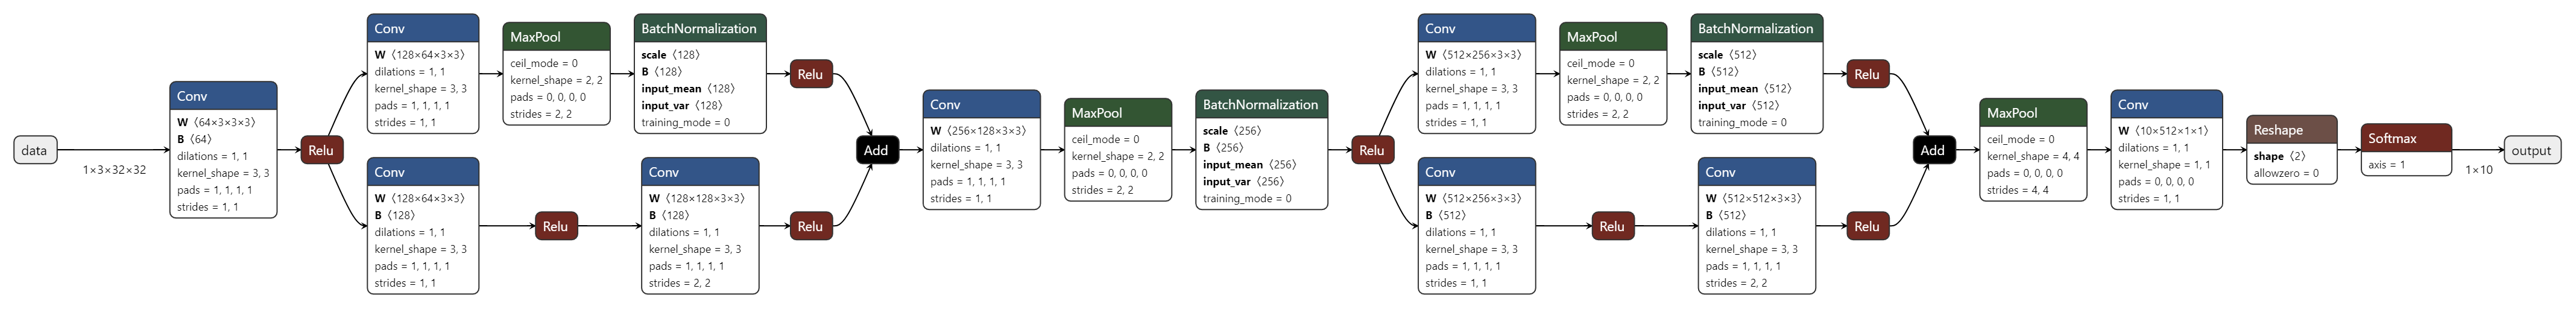 data
1×3×32×32
Conv
W ⟨64×3×3×3⟩
B ⟨64⟩
dilations = 1, 1
kernel_shape = 3, 3
pads = 1, 1, 1, 1
strides = 1, 1
Relu
Conv
W ⟨128×64×3×3⟩
dilations = 1, 1
kernel_shape = 3, 3
pads = 1, 1, 1, 1
strides = 1, 1
MaxPool
ceil_mode = 0
kernel_shape = 2, 2
pads = 0, 0, 0, 0
strides = 2, 2
BatchNormalization
scale ⟨128⟩
B ⟨128⟩
input_mean ⟨128⟩
input_var ⟨128⟩
training_mode = 0
Relu
Conv
W ⟨128×64×3×3⟩
B ⟨128⟩
dilations = 1, 1
kernel_shape = 3, 3
pads = 1, 1, 1, 1
strides = 1, 1
Relu
Conv
W ⟨128×128×3×3⟩
B ⟨128⟩
dilations = 1, 1
kernel_shape = 3, 3
pads = 1, 1, 1, 1
strides = 2, 2
Relu
Add
Conv
W ⟨256×128×3×3⟩
dilations = 1, 1
kernel_shape = 3, 3
pads = 1, 1, 1, 1
strides = 1, 1
MaxPool
ceil_mode = 0
kernel_shape = 2, 2
pads = 0, 0, 0, 0
strides = 2, 2
BatchNormalization
scale ⟨256⟩
B ⟨256⟩
input_mean ⟨256⟩
input_var ⟨256⟩
training_mode = 0
Relu
Conv
W ⟨512×256×3×3⟩
dilations = 1, 1
kernel_shape = 3, 3
pads = 1, 1, 1, 1
strides = 1, 1
MaxPool
ceil_mode = 0
kernel_shape = 2, 2
pads = 0, 0, 0, 0
strides = 2, 2
BatchNormalization
scale ⟨512⟩
B ⟨512⟩
input_mean ⟨512⟩
input_var ⟨512⟩
training_mode = 0
Relu
Conv
W ⟨512×256×3×3⟩
B ⟨512⟩
dilations = 1, 1
kernel_shape = 3, 3
pads = 1, 1, 1, 1
strides = 1, 1
Relu
Conv
W ⟨512×512×3×3⟩
B ⟨512⟩
dilations = 1, 1
kernel_shape = 3, 3
pads = 1, 1, 1, 1
strides = 2, 2
Relu
Add
MaxPool
ceil_mode = 0
kernel_shape = 4, 4
pads = 0, 0, 0, 0
strides = 4, 4
Conv
W ⟨10×512×1×1⟩
dilations = 1, 1
kernel_shape = 1, 1
pads = 0, 0, 0, 0
strides = 1, 1
Reshape
shape ⟨2⟩
allowzero = 0
Softmax
axis = 1
1×10
output